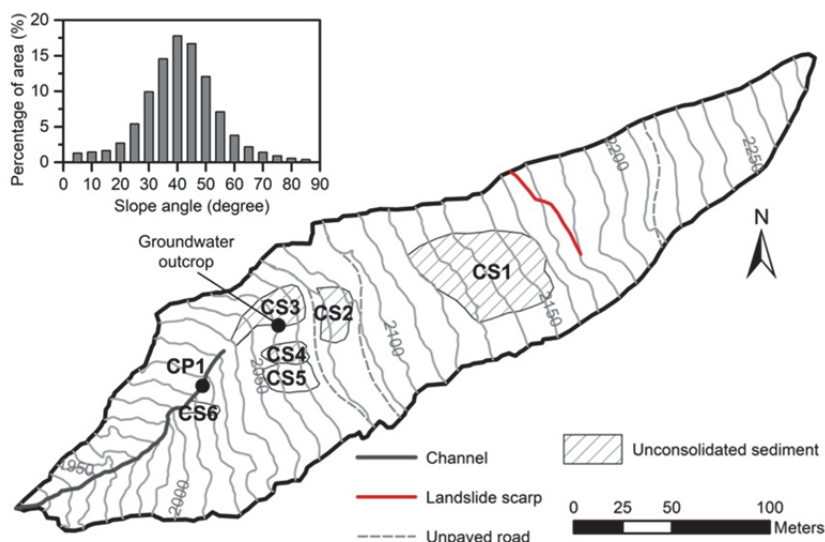 Percentage of area (%)
20
15
10
5
0
0 10 20 30 40 50 60 70 80 90
Slope angle (degree)
Groundwater
outcrop
2250
2200
N
CS1
2150
CS3
CS2
2100
CS4
2050
CP1
CS5
CS6
1950
2000
Channel
Unconsolidated sediment
Landslide scarp
0 25 50 100
Meters
Unpaved road